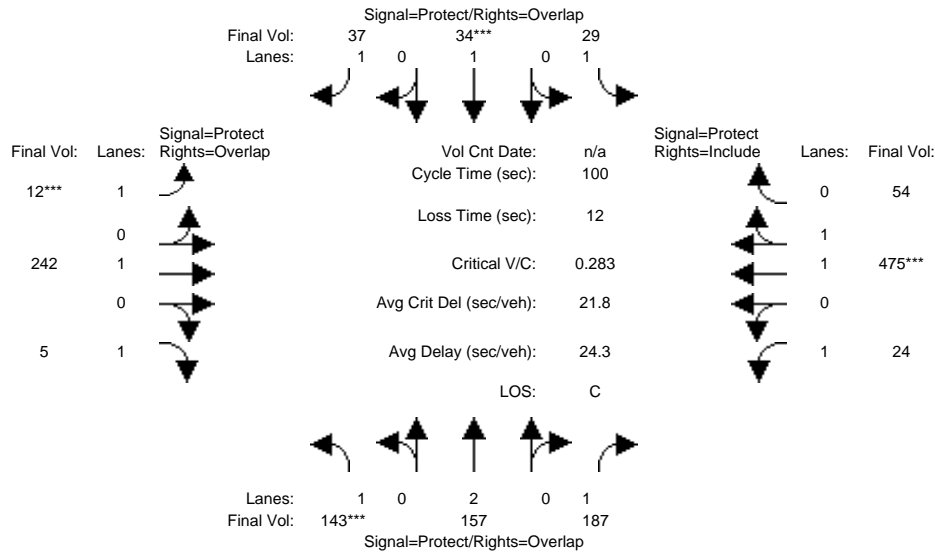 Signal=Protect/Rights=Overlap
Final Vol: 37 34*** 29
Lanes: 1 0 1 0 1
Signal=Protect Signal=Protect
Final Vol: Lanes: Rights=Overlap Vol Cnt Date: n/a Rights=Include Lanes: Final Vol:
Cycle Time (sec): 100
12*** 1 0 54
Loss Time (sec): 12
0 1
242 1 Critical V/C: 0.283 1 475***
0 Avg Crit Del (sec/veh): 21.8 0
5 1 Avg Delay (sec/veh): 24.3 1 24
LOS: C
Lanes: 1 0 2 0 1
Final Vol: 143*** 157 187
Signal=Protect/Rights=Overlap